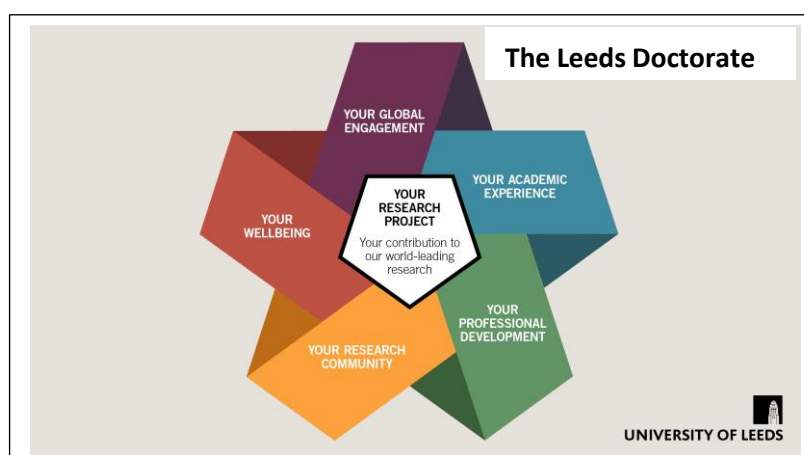 The Leeds Doctorate
YOUR GLOBAL
ENGAGEMENT
YOUR ACADEMIC
EXPERIENCE
YOUR
WELLBEING
YOUR
RESEARCH
PROJECT
Your contribution to
our world-leading
research
YOUR
PROFESSIONAL
DEVELOPMENT
YOUR RESEARCH
COMMUNITY
UNIVERSITY OF LEEDS